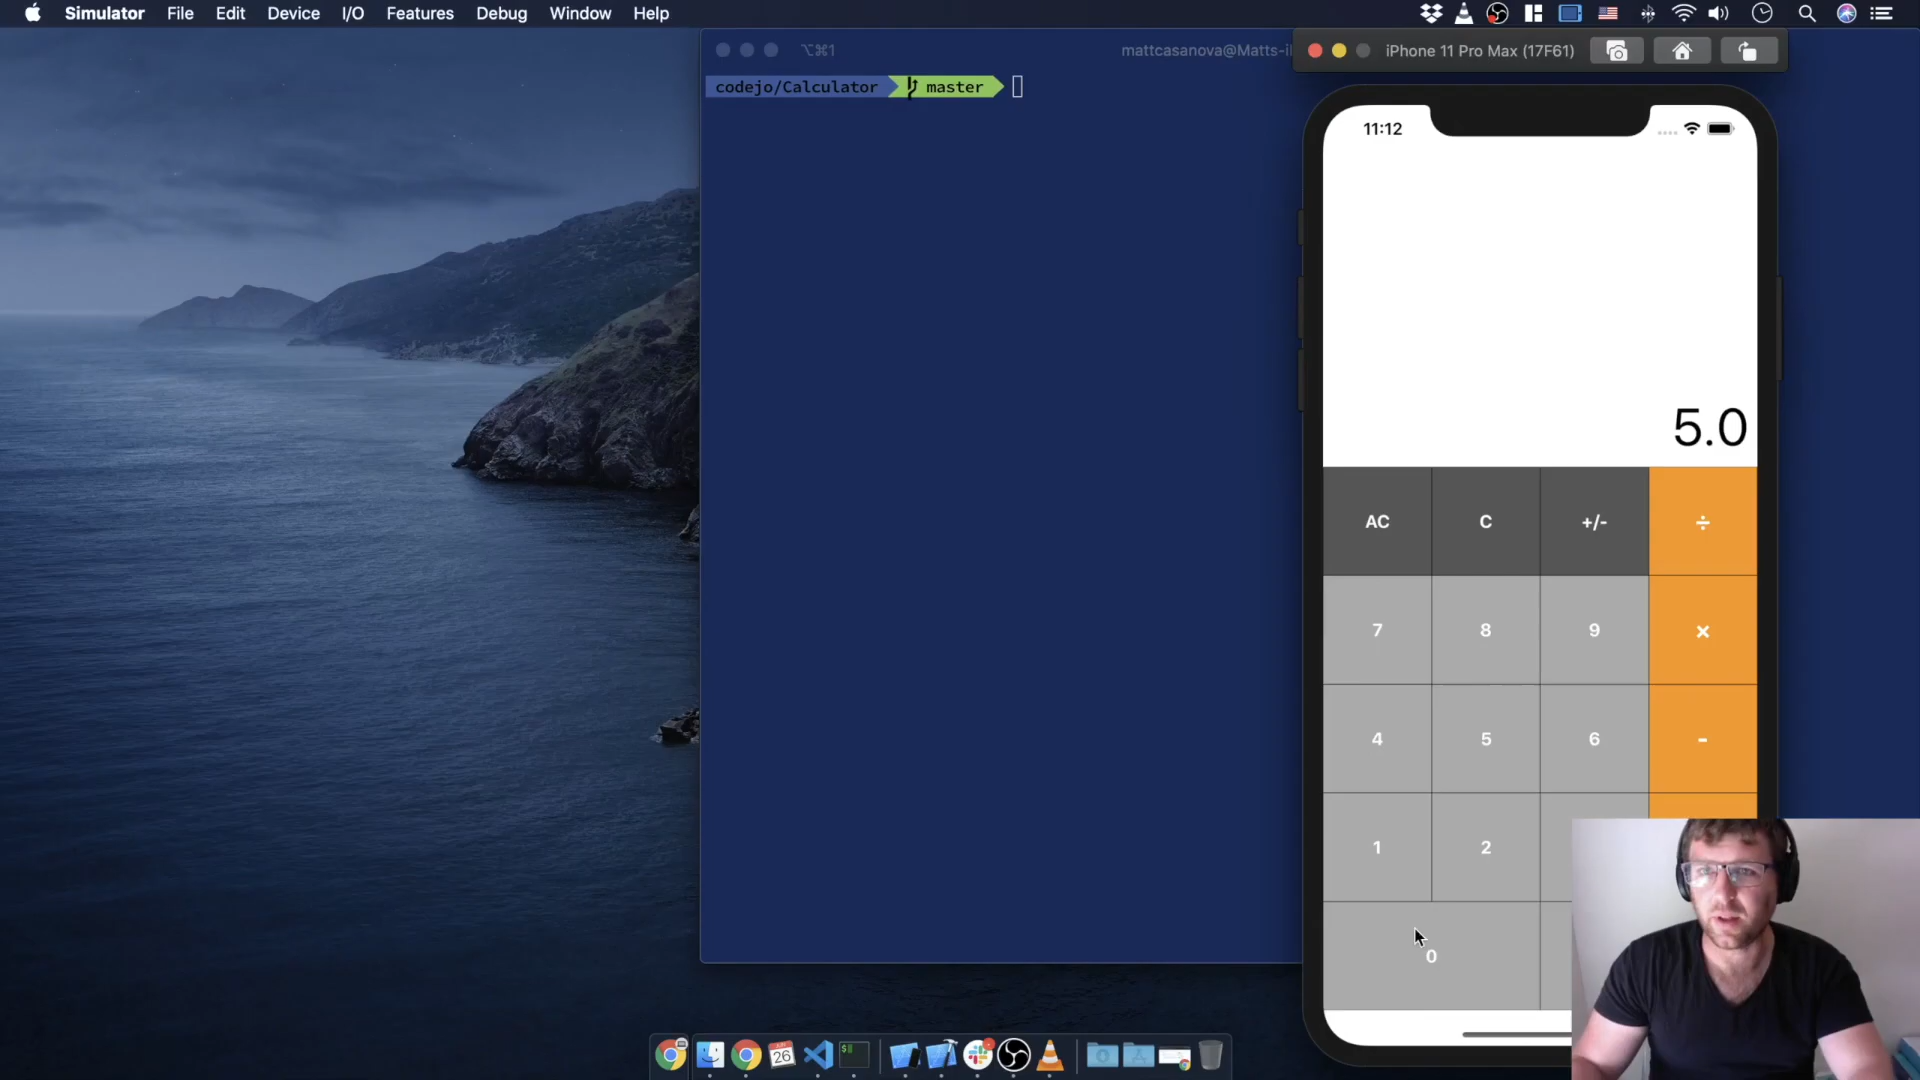 Simulator File Edit Device I/O Features Debug Window Help
⌥⌘1 mattcasanova@Matts-i
iPhone 11 Pro Max (17F61)
codejo/Calculator master
11:12
5.0
AC C +/- ÷
7 8 9 ×
4 5 6 -
1 2
0
26